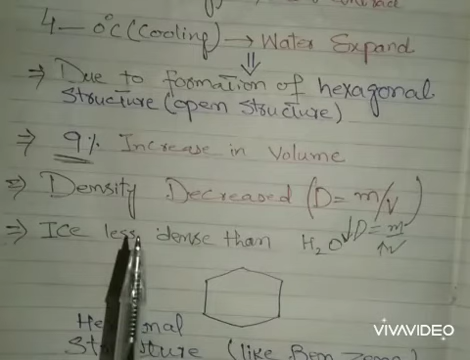 4-0°C (Cooling) → Water Expand
⇓
⇒ Due to formation of hexagonal
structure (open structure)
⇒ 9% Increase in Volume
⇒ Density Decreased (D= m/V)
⇒ Ice less dense than H₂O ↓D = m/↑V
Structure (like Benzene
VIVAVIDEO